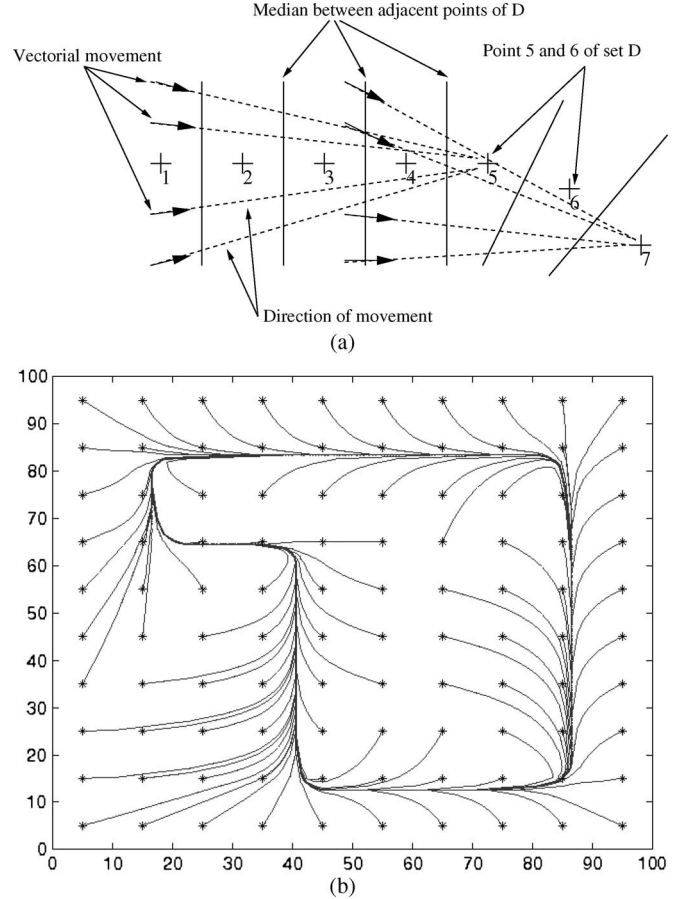 Median between adjacent points of D
Vectorial movement
Point 5 and 6 of set D
1 2 3 4 5
6
7
Direction of movement
(a)
100
90
80
70
60
50
40
30
20
10
0
0 10 20 30 40 50 60 70 80 90 100
(b)